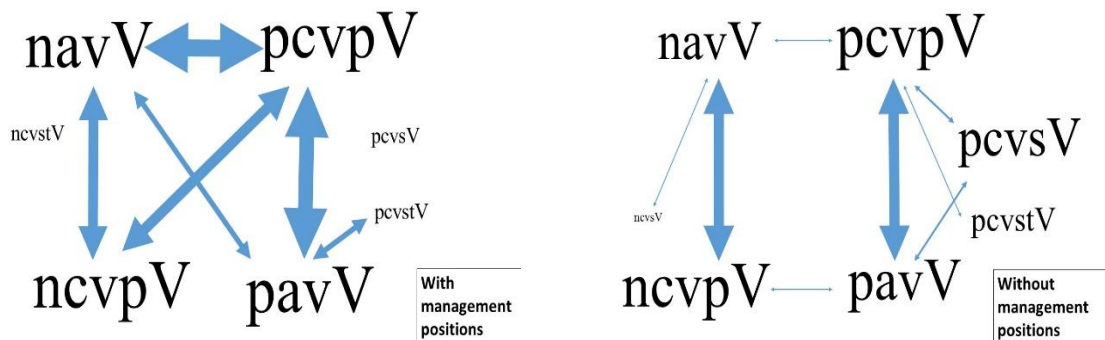 navV
pcvpV
ncvstV
pcvsV
pcvstV
ncvpV
pavV
With
management
positions
navV
pcvpV
pcvsV
ncvsV
pcvstV
ncvpV
pavV
Without
management
positions